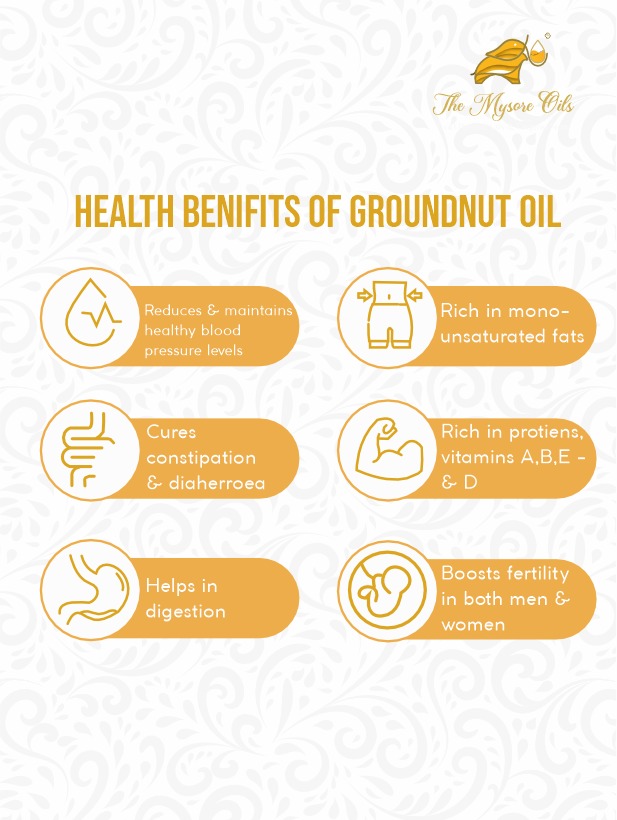 The Mysore Oils
HEALTH BENIFITS OF GROUNDNUT OIL
Reduces & maintains
healthy blood
pressure levels
Rich in mono-
unsaturated fats
Cures
constipation
& diaherroea
Rich in protiens,
vitamins A,B,E -
& D
Helps in
digestion
Boosts fertility
in both men &
women